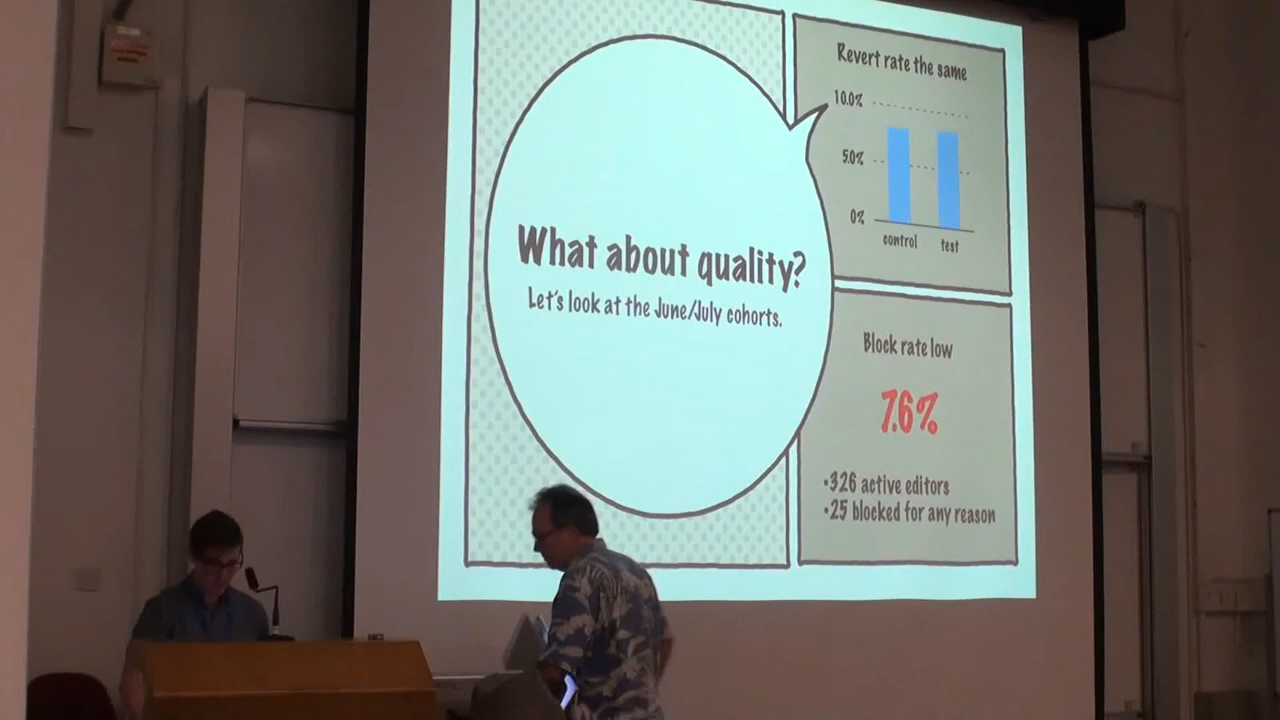 What about quality?
Let's look at the June/July cohorts.
Revert rate the same
10.0%
5.0%
0%
control
test
Block rate low
7.6%
•326 active editors
•25 blocked for any reason